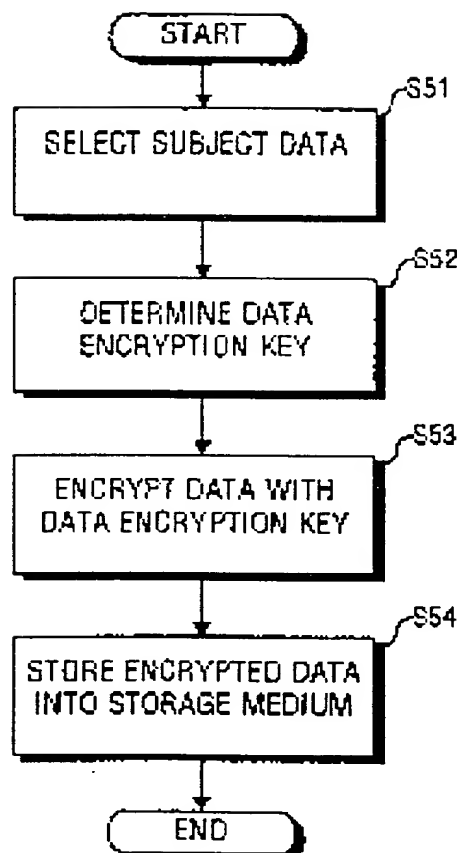 START
S51
SELECT SUBJECT DATA
S52
DETERMINE DATA
ENCRYPTION KEY
S53
ENCRYPT DATA WITH
DATA ENCRYPTION KEY
S54
STORE ENCRYPTED DATA
INTO STORAGE MEDIUM
END